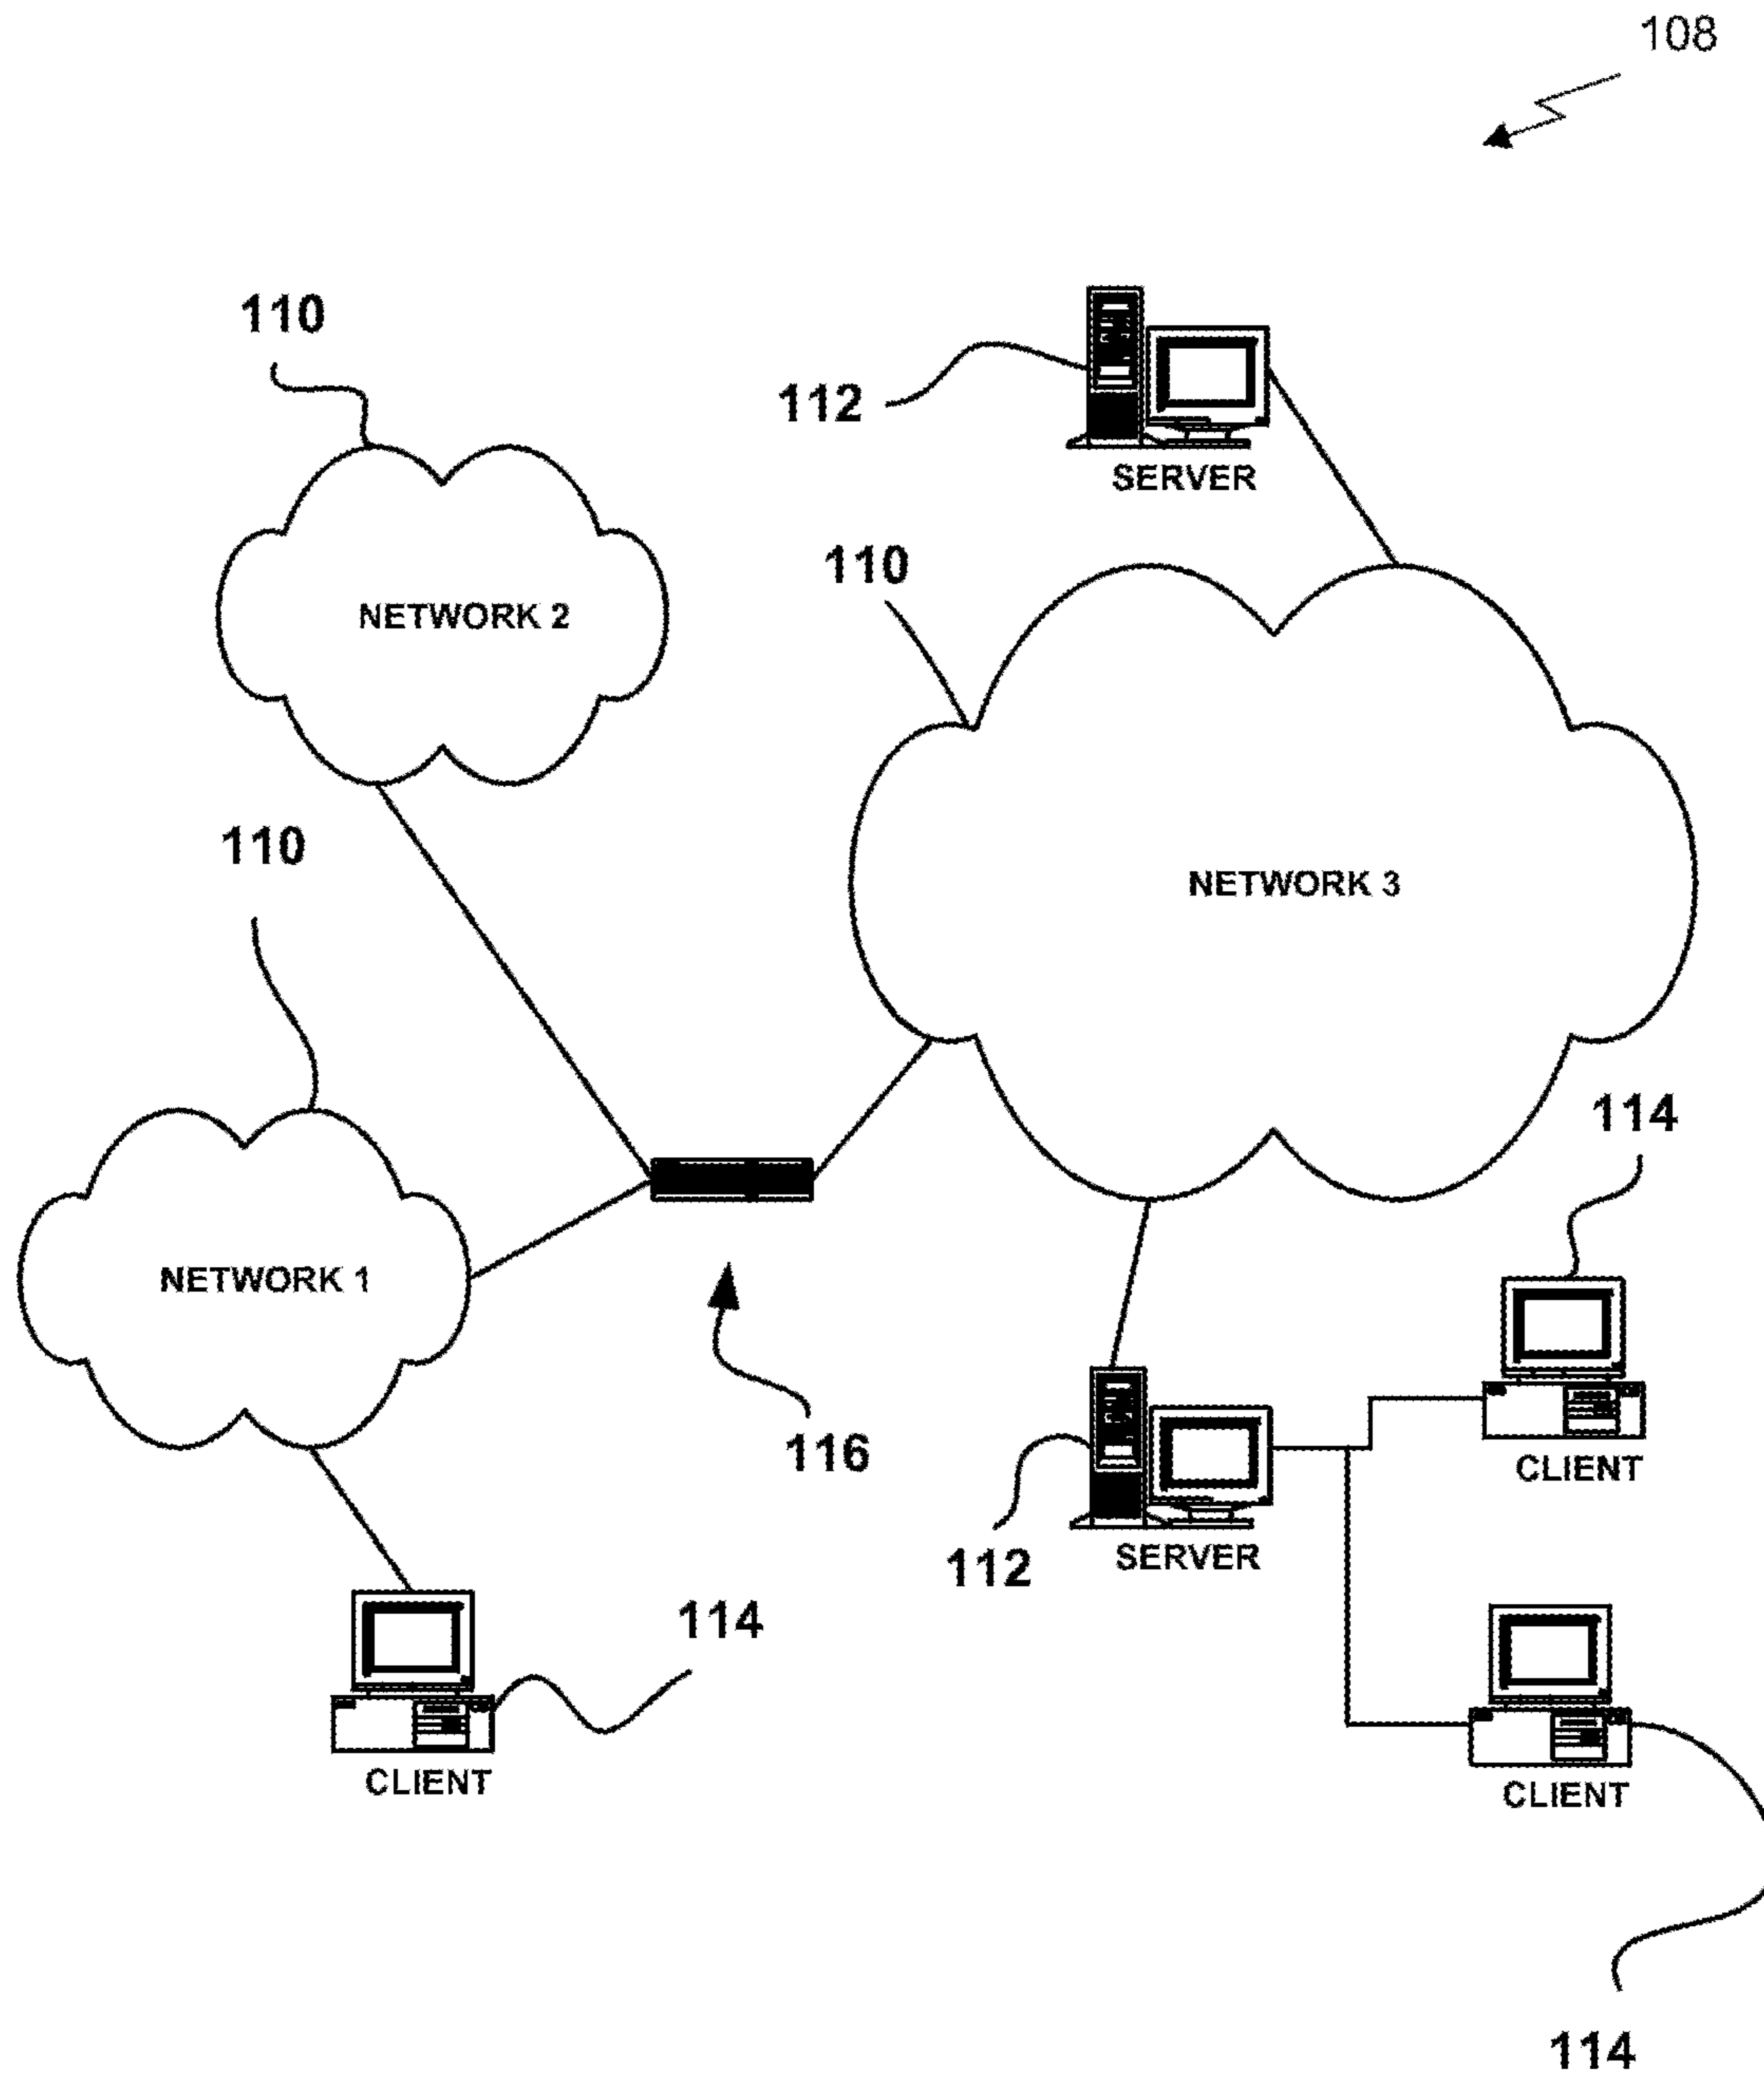 108
110
112
SERVER
110
NETWORK 2
110
NETWORK 3
114
NETWORK 1
116
CLIENT
112
SERVER
114
CLIENT
CLIENT
114